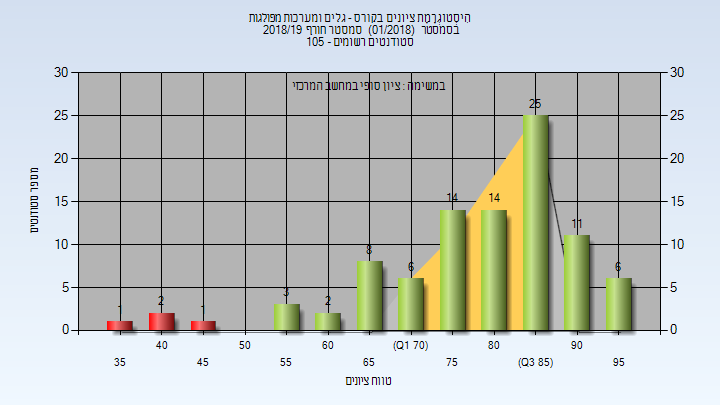 היסטוגרמת ציונים בקורס - גלים ומערכות מפולגות
בסמסטר (01/2018) סמסטר חורף 2018/19
סטודנטים רשומים - 105
במשימה : ציון סופי במחשב המרכזי
מספר סטודונטים
30 30
25 25
20 20
15 15
10 10
5 5
0 0
1 2 1 3 2 8 6 14 14 25 11 6
40 50 60 (Q1 70) 80 90
35 45 55 65 75 (Q3 85) 95
טווח ציונים